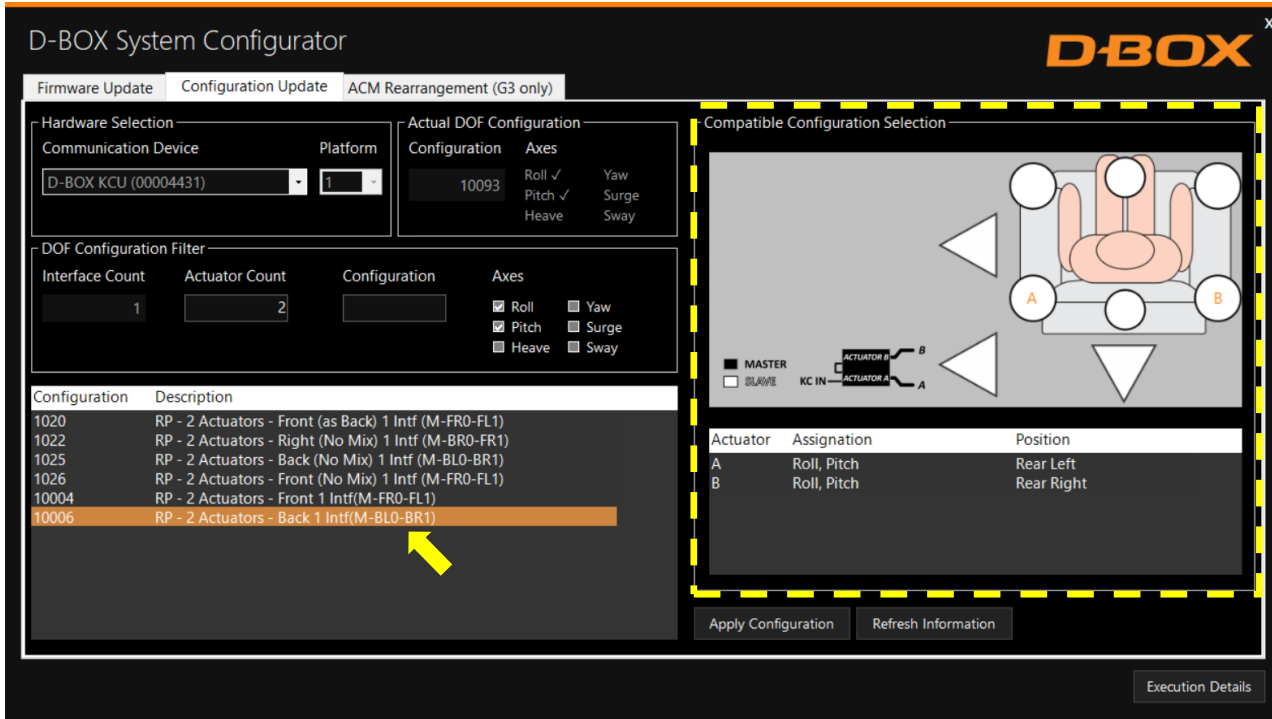 D-BOX System Configurator
x
D-BOX
Firmware Update Configuration Update ACM Rearrangement (G3 only)
Hardware Selection
Communication Device Platform
D-BOX KCU (00004431) 1
Actual DOF Configuration
Configuration Axes
10093
Roll ✓ Yaw
Pitch ✓ Surge
Heave Sway
DOF Configuration Filter
Interface Count Actuator Count Configuration Axes
1 2
Roll Yaw
Pitch Surge
Heave Sway
Configuration Description
1020 RP - 2 Actuators - Front (as Back) 1 Intf (M-FR0-FL1)
1022 RP - 2 Actuators - Right (No Mix) 1 Intf (M-BR0-FR1)
1025 RP - 2 Actuators - Back (No Mix) 1 Intf (M-BL0-BR1)
1026 RP - 2 Actuators - Front (No Mix) 1 Intf (M-FR0-FL1)
10004 RP - 2 Actuators - Front 1 Intf(M-FR0-FL1)
10006 RP - 2 Actuators - Back 1 Intf(M-BL0-BR1)
Compatible Configuration Selection
A B
MASTER
SLAVE
KC IN
ACTUATOR B B
ACTUATOR A A
Actuator Assignation Position
A Roll, Pitch Rear Left
B Roll, Pitch Rear Right
Apply Configuration Refresh Information
Execution Details